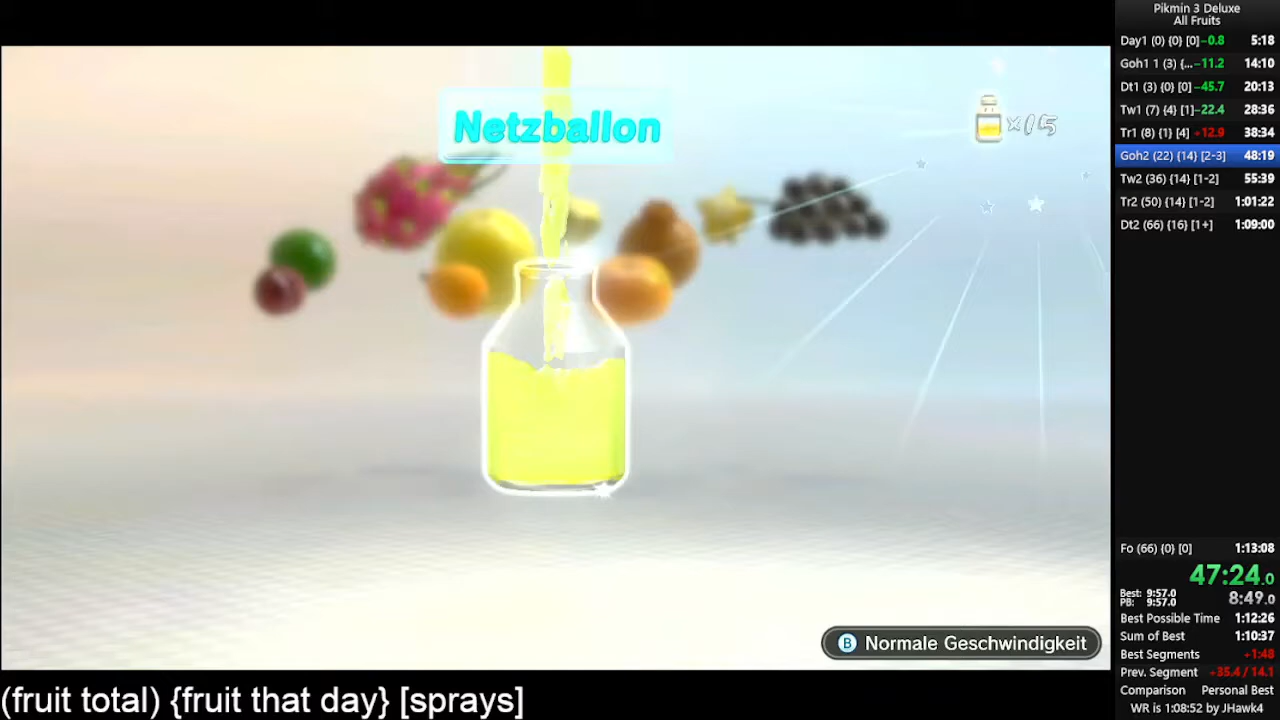 Netzballon
×15
B Normale Geschwindigkeit
(fruit total) {fruit that day} [sprays]
Pikmin 3 Deluxe
All Fruits
Day1 (0) {0} [0] −0.8 5:18
Goh1 1 (3) {... −11.2 14:10
Dt1 (3) {0} [0] −45.7 20:13
Tw1 (7) {4} [1] −22.4 28:36
Tr1 (8) {1} [4] +12.9 38:34
Goh2 (22) {14} [2-3] 48:19
Tw2 (36) {14} [1-2] 55:39
Tr2 (50) {14} [1-2] 1:01:22
Dt2 (66) {16} [1+] 1:09:00
Fo (66) {0} [0] 1:13:08
47:24.0
Best: 9:57.0
PB: 9:57.0 8:49.0
Best Possible Time 1:12:26
Sum of Best 1:10:37
Best Segments +1:48
Prev. Segment +35.4 / 14.1
Comparison Personal Best
WR is 1:08:52 by JHawk4